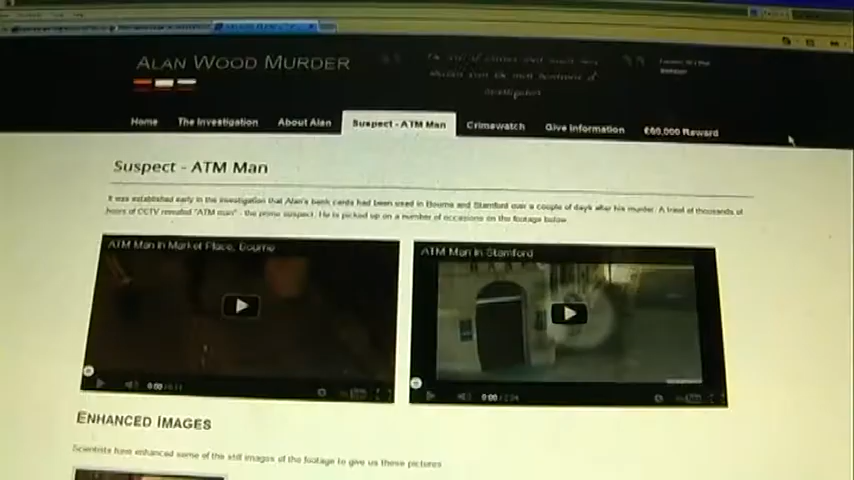 ALAN WOOD MURDER
Home The Investigation About Alan Suspect - ATM Man Crimewatch Give Information £60,000 Reward
Suspect - ATM Man
It was established early in the investigation that Alan's bank cards had been used in Bourne and Stamford over a couple of days after his murder. A trawl of thousands of
hours of CCTV revealed "ATM man" - the prime suspect. He is picked up on a number of occasions on the footage below.
ATM Man in Market Place, Bourne
ATM Man in Stamford
0:00
0:00
ENHANCED IMAGES
Scientists have enhanced some of the still images of the footage to give us these pictures